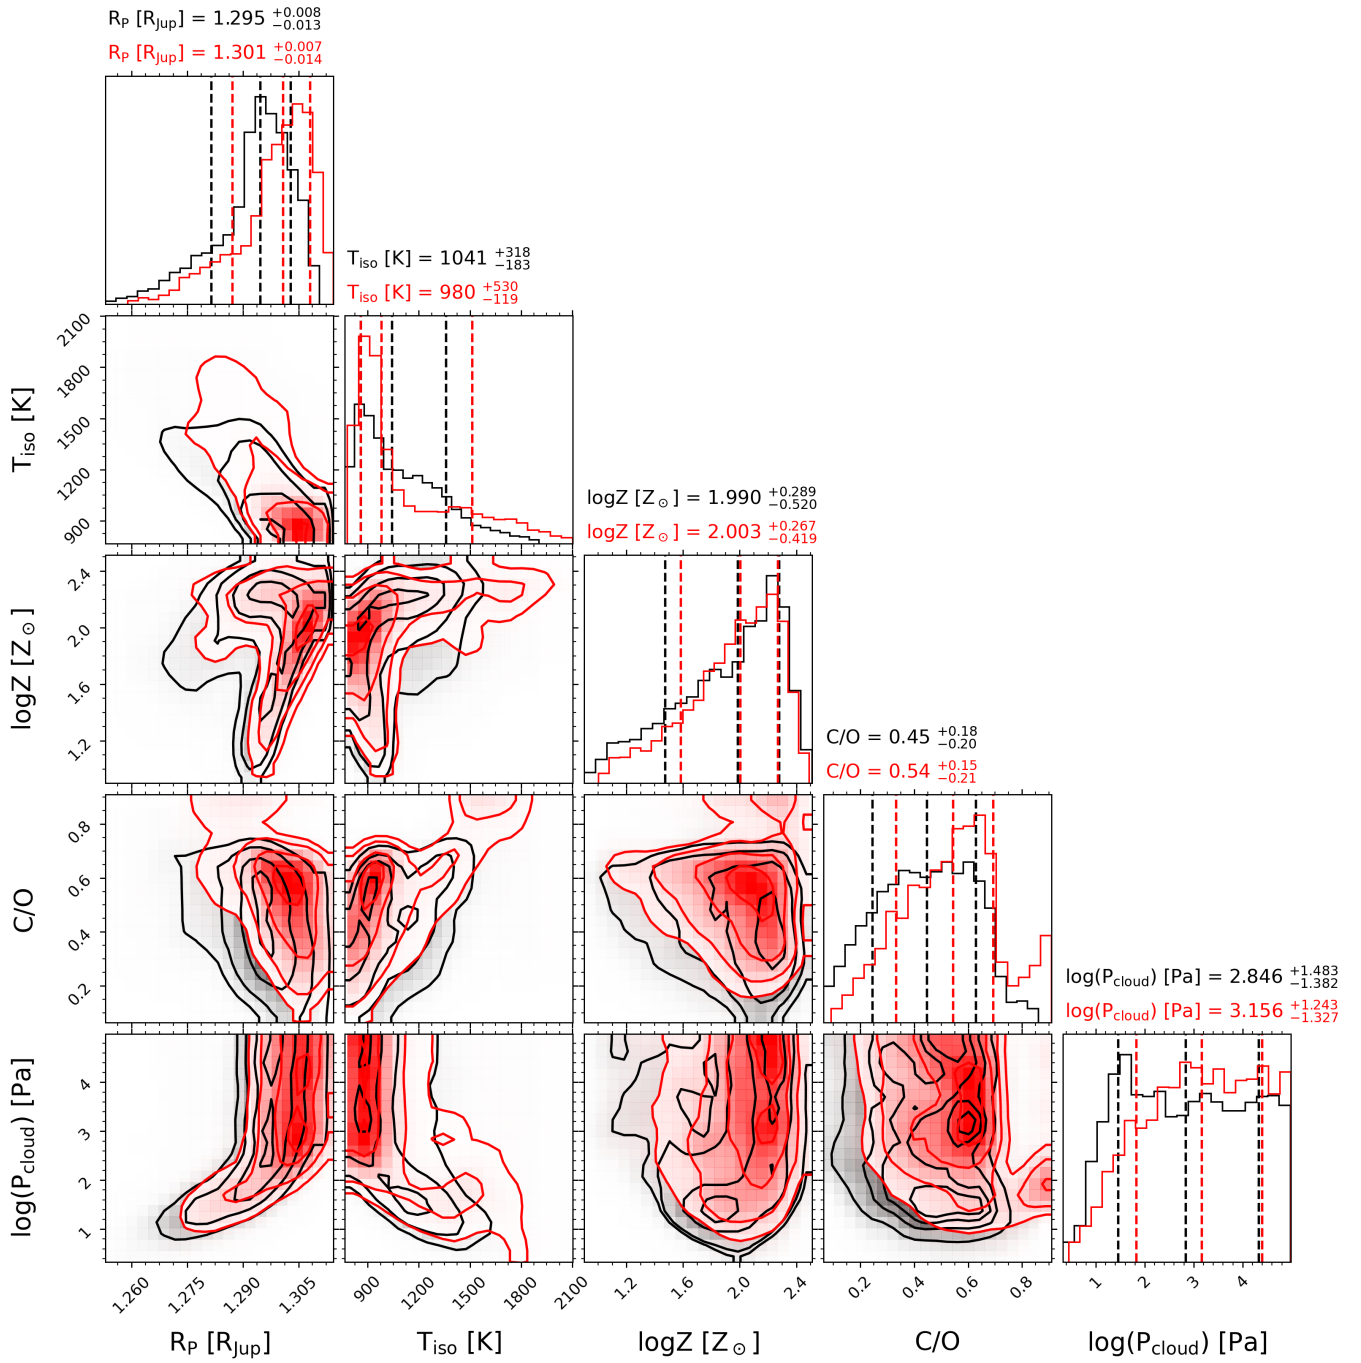 R_P [R_Jup] = 1.295 +0.008 −0.013
R_P [R_Jup] = 1.301 +0.007 −0.014
T_iso [K] = 1041 +318 −183
T_iso [K] = 980 +530 −119
logZ [Z_⊙] = 1.990 +0.289 −0.520
logZ [Z_⊙] = 2.003 +0.267 −0.419
C/O = 0.45 +0.18 −0.20
C/O = 0.54 +0.15 −0.21
log(P_cloud) [Pa] = 2.846 +1.483 −1.382
log(P_cloud) [Pa] = 3.156 +1.243 −1.327
T_iso [K]
2100
1800
1500
1200
900
logZ [Z_⊙]
2.4
2.0
1.6
1.2
C/O
0.8
0.6
0.4
0.2
log(P_cloud) [Pa]
4
3
2
1
1.260 1.275 1.290 1.305
900 1200 1500 1800 2100
1.2 1.6 2.0 2.4
0.2 0.4 0.6 0.8
1 2 3 4
R_P [R_Jup]
T_iso [K]
logZ [Z_⊙]
C/O
log(P_cloud) [Pa]